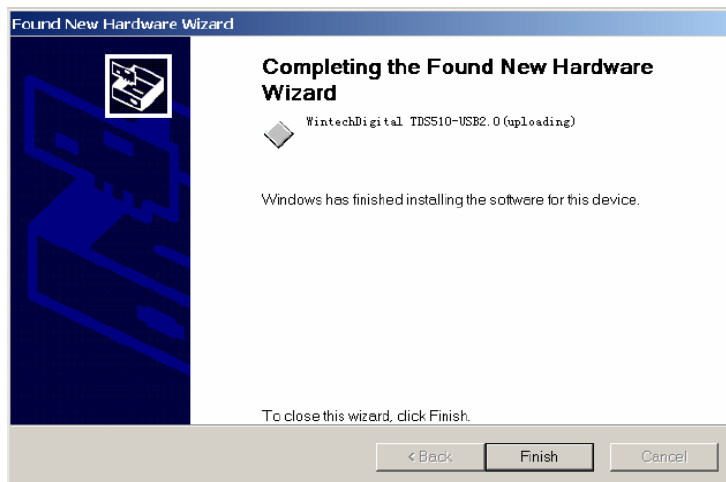 Found New Hardware Wizard
Completing the Found New Hardware
Wizard
WintechDigital TDS510-USB2.0(uploading)
Windows has finished installing the software for this device.
To close this wizard, click Finish.
< Back Finish Cancel